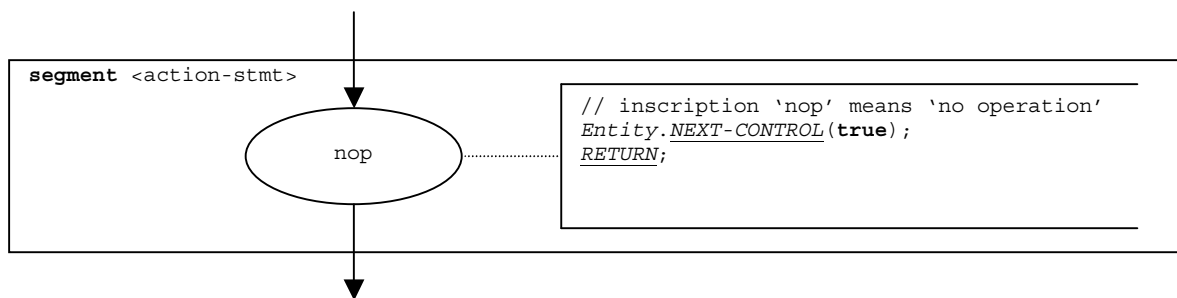 segment <action-stmt>
// inscription ‘nop’ means ‘no operation’
Entity.NEXT-CONTROL(true);
RETURN;
nop